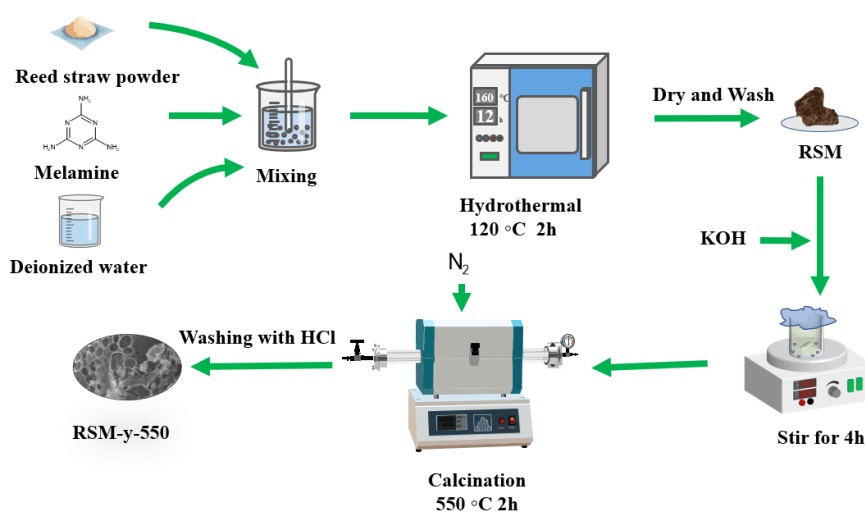 Reed straw powder
NH₂
H₂N
NH₂
N
N
N
Melamine
Deionized water
Mixing
160 °C
12 h
Hydrothermal
120 °C 2h
Dry and Wash
RSM
KOH
Stir for 4h
N₂
Calcination
550 °C 2h
Washing with HCl
RSM-y-550